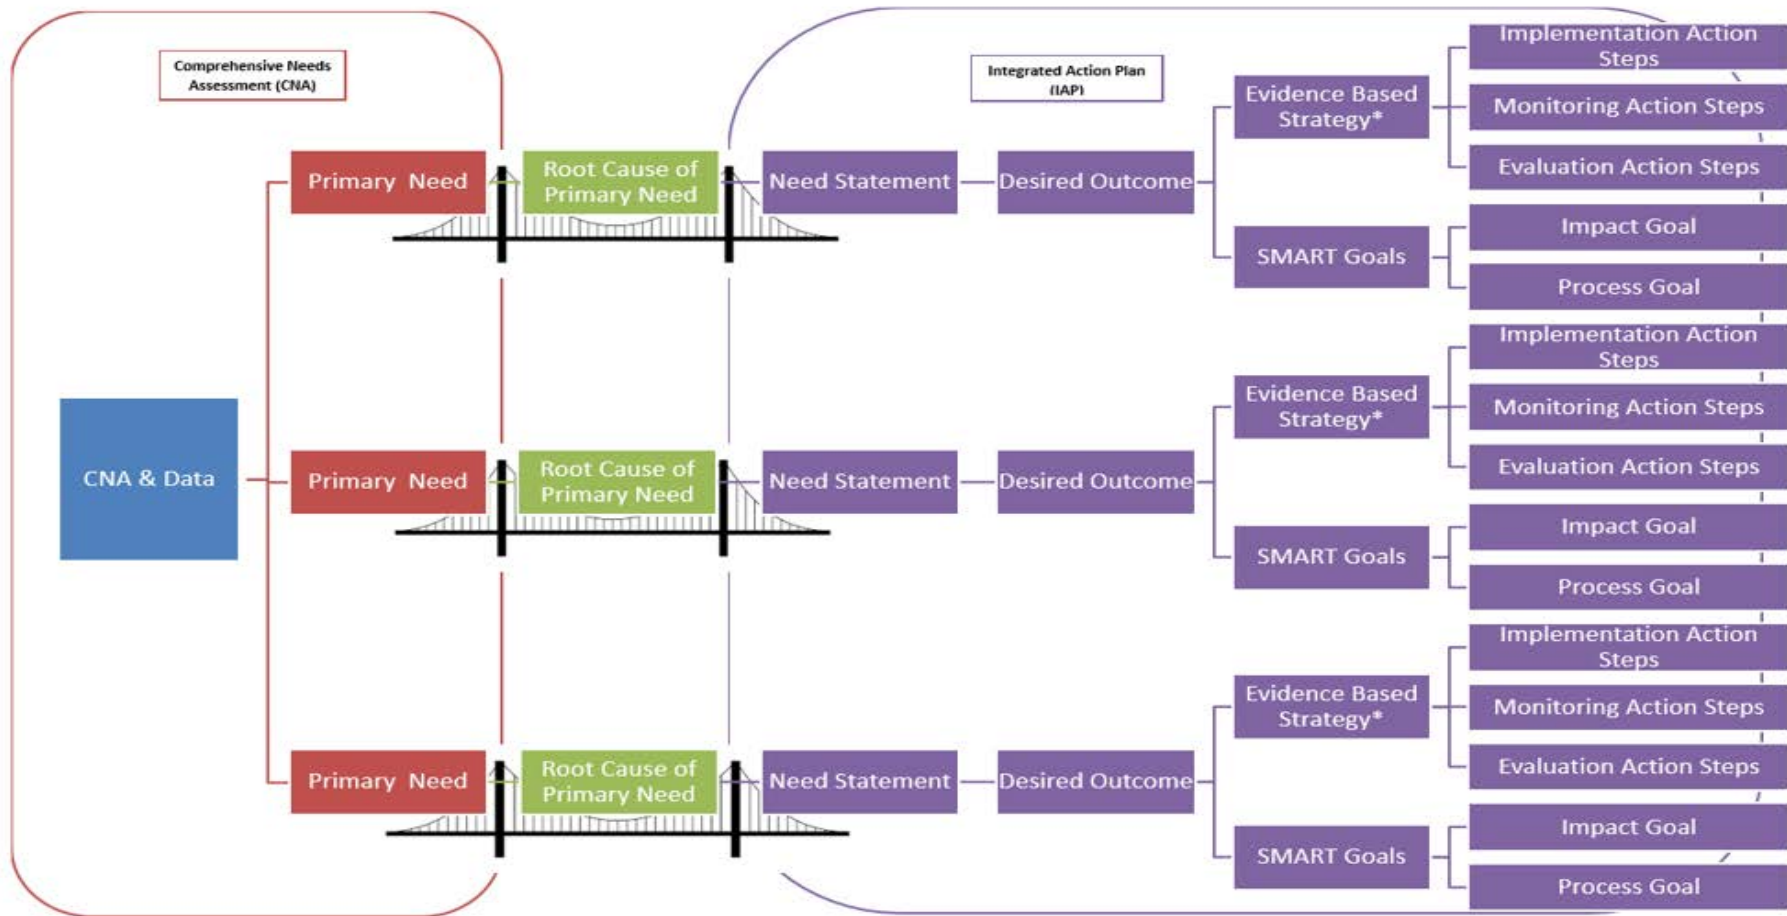 Comprehensive Needs
Assessment (CNA)
Integrated Action Plan
(IAP)
CNA & Data
Primary Need
Root Cause of
Primary Need
Need Statement
Desired Outcome
Evidence Based
Strategy*
Implementation Action
Steps
Monitoring Action Steps
Evaluation Action Steps
SMART Goals
Impact Goal
Process Goal
Primary Need
Root Cause of
Primary Need
Need Statement
Desired Outcome
Evidence Based
Strategy*
Implementation Action
Steps
Monitoring Action Steps
Evaluation Action Steps
SMART Goals
Impact Goal
Process Goal
Primary Need
Root Cause of
Primary Need
Need Statement
Desired Outcome
Evidence Based
Strategy*
Implementation Action
Steps
Monitoring Action Steps
Evaluation Action Steps
SMART Goals
Impact Goal
Process Goal